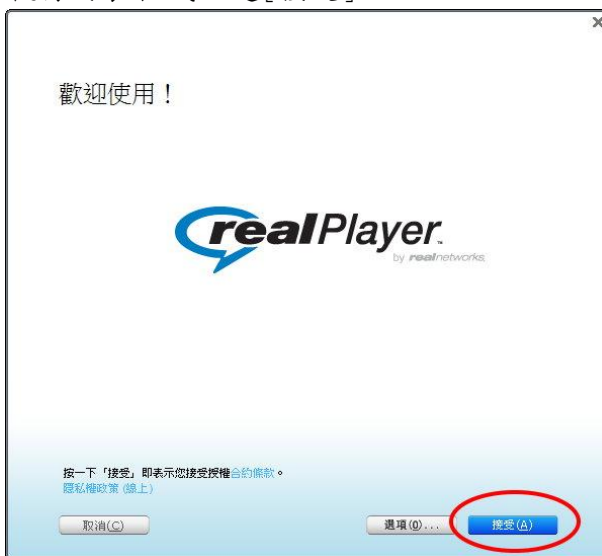 歡迎使用！
realPlayer.
by realnetworks
按一下「接受」即表示您接受授權合約條款。
隱私權政策 (線上)
取消(C)
選項(O)...
接受(A)